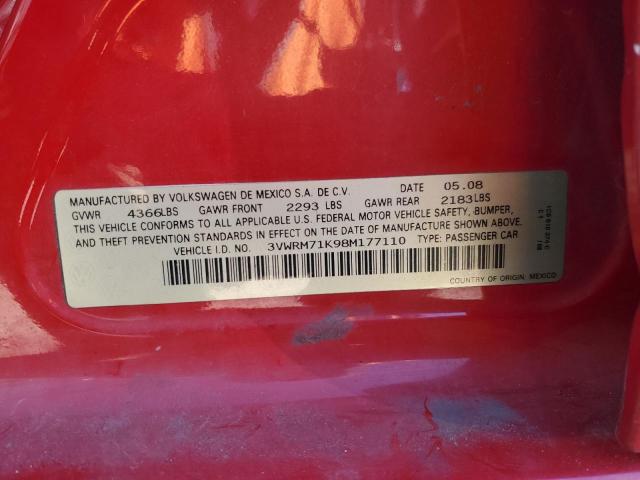 MANUFACTURED BY VOLKSWAGEN DE MEXICO S.A. DE C.V. DATE 05.08
GVWR 4366LBS GAWR FRONT 2293 LBS GAWR REAR 2183LBS
THIS VEHICLE CONFORMS TO ALL APPLICABLE U.S. FEDERAL MOTOR VEHICLE SAFETY, BUMPER,
AND THEFT PREVENTION STANDARDS IN EFFECT ON THE DATE OF MANUFACTURE SHOWN ABOVE.
VEHICLE I.D. NO. 3VWRM71K98M177110 TYPE: PASSENGER CAR
COUNTRY OF ORIGIN: MEXICO